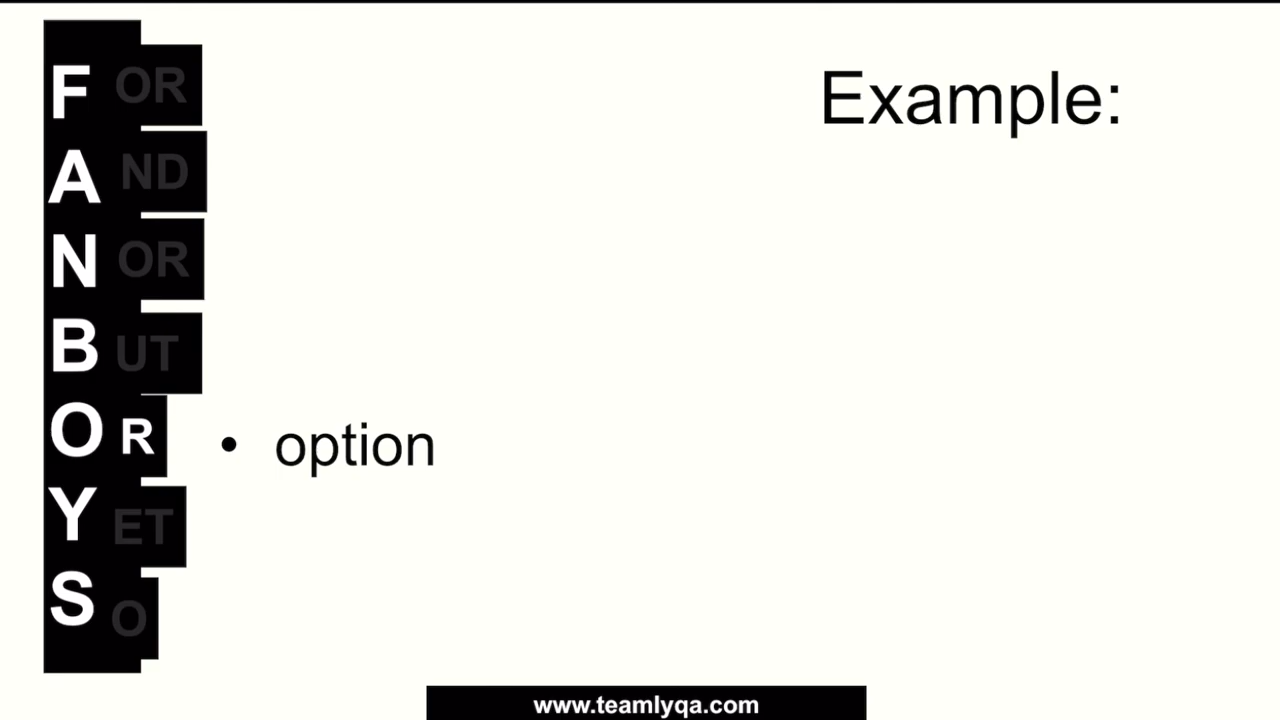 FOR
Example:
AND
NOR
BUT
OR • option
YET
SO
www.teamlyqa.com